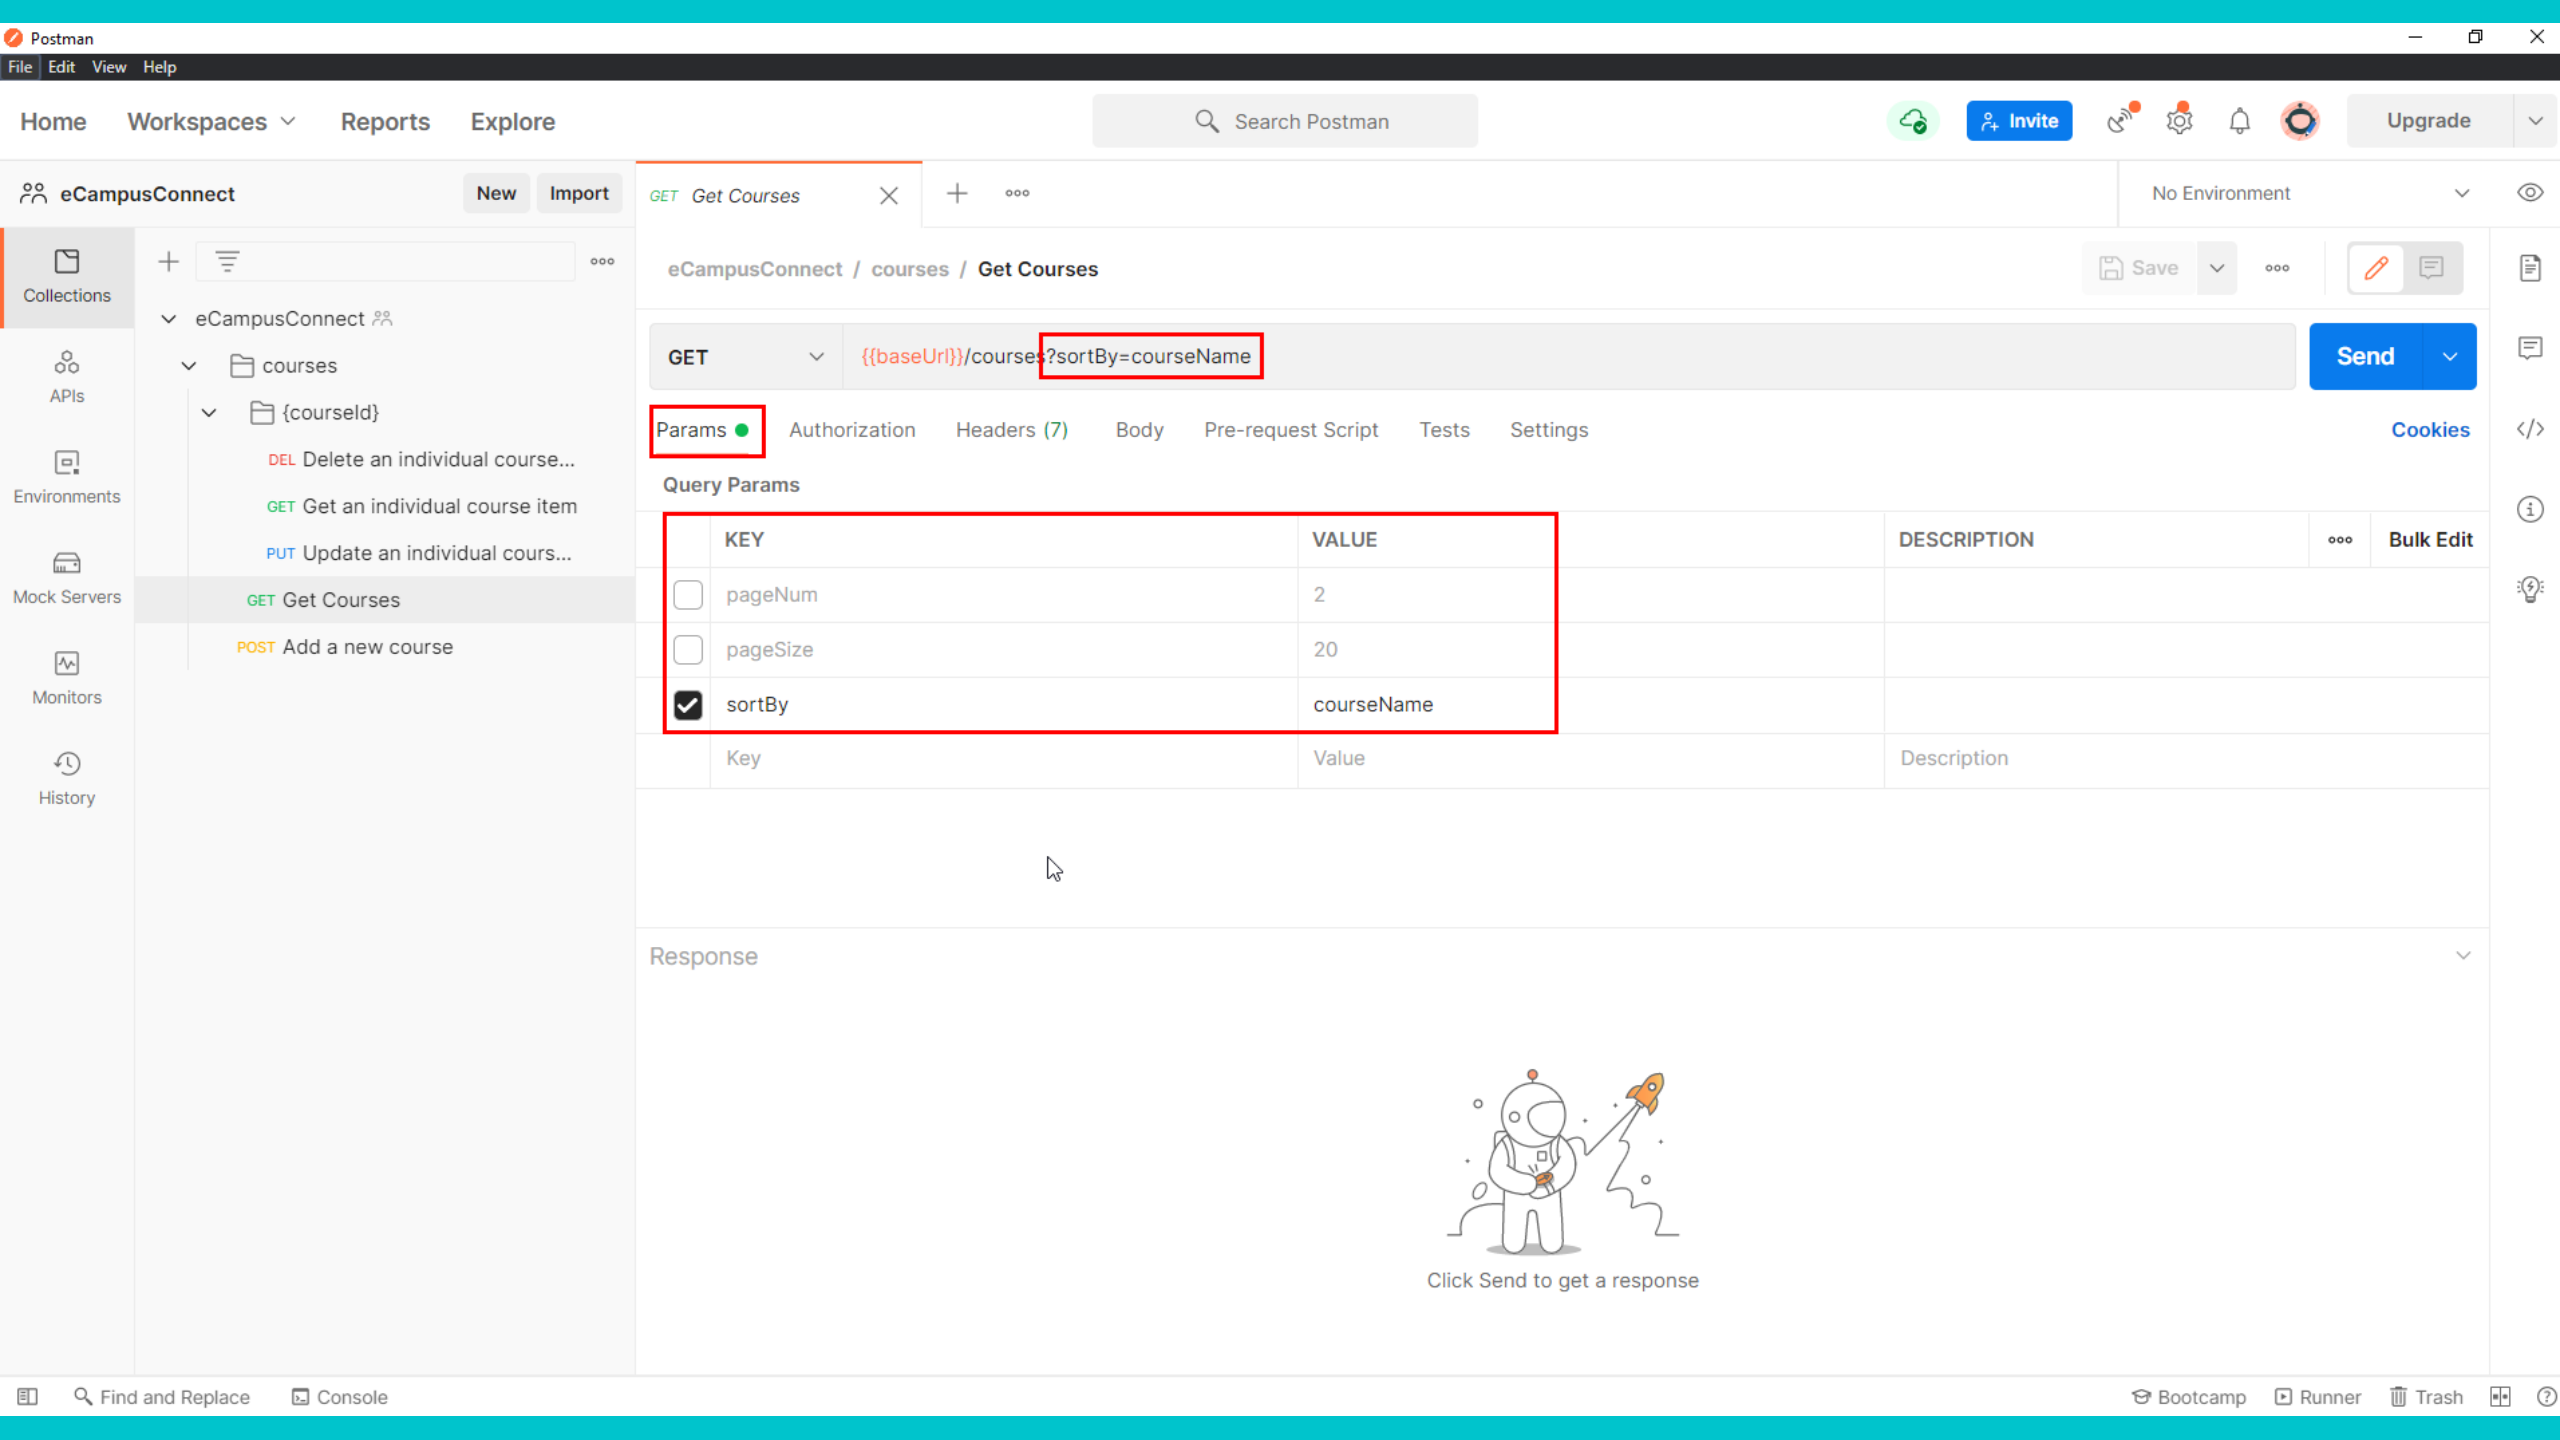 Postman
File Edit View Help
Home Workspaces Reports Explore
Search Postman
Invite
Upgrade
eCampusConnect
New
Import
GET Get Courses
No Environment
Collections
APIs
Environments
Mock Servers
Monitors
History
eCampusConnect
courses
{courseId}
DEL Delete an individual course...
GET Get an individual course item
PUT Update an individual cours...
GET Get Courses
POST Add a new course
eCampusConnect / courses / Get Courses
Save
GET
{{baseUrl}}/courses?sortBy=courseName
Send
Params Authorization Headers (7) Body Pre-request Script Tests Settings
Cookies
Query Params
KEY VALUE DESCRIPTION Bulk Edit
pageNum 2
pageSize 20
sortBy courseName
Key Value Description
Response
Click Send to get a response
Find and Replace Console
Bootcamp Runner Trash